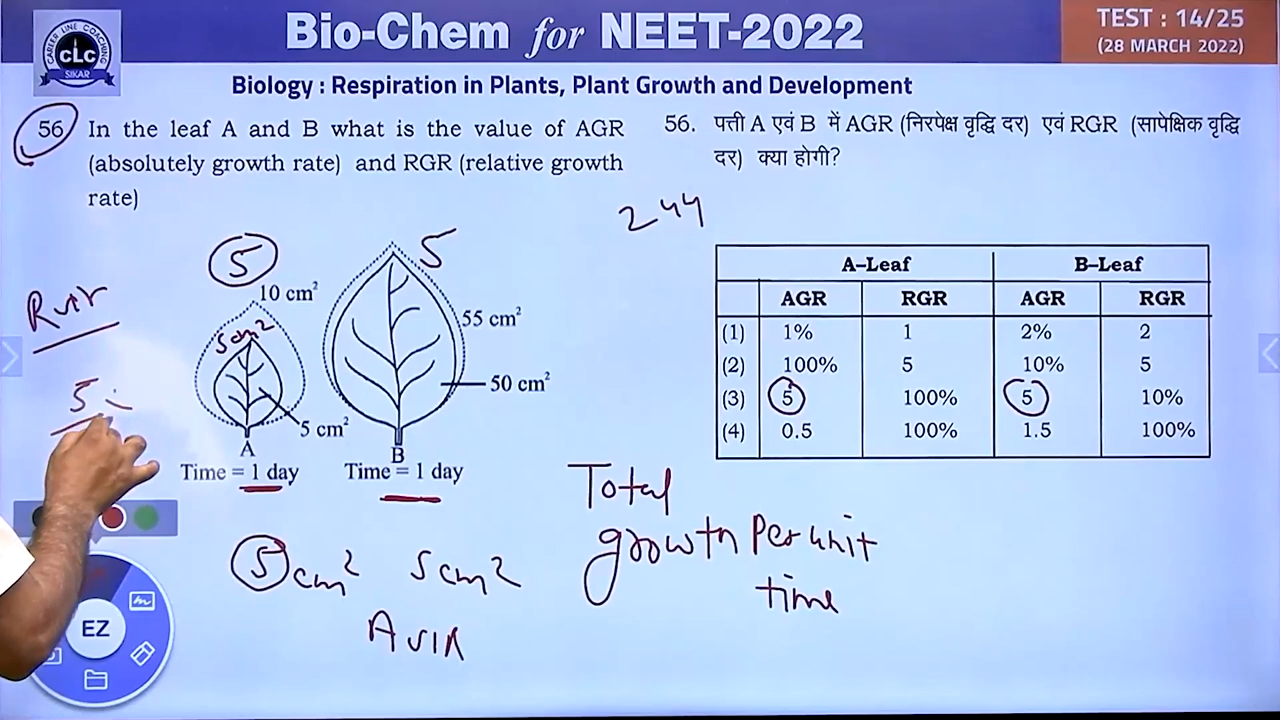 Bio-Chem for NEET-2022
TEST : 14/25
(28 MARCH 2022)
CAREER LINE COACHING
CLC
SIKAR
Biology : Respiration in Plants, Plant Growth and Development
56 In the leaf A and B what is the value of AGR
(absolutely growth rate) and RGR (relative growth
rate)
56. पत्ती A एवं B में AGR (निरपेक्ष वृद्धि दर) एवं RGR (सापेक्षिक वृद्धि
दर) क्या होगी?
5
5
10 cm²
5cm2
55 cm²
50 cm²
5 cm²
A
B
Time = 1 day
Time = 1 day
A–Leaf B–Leaf
AGR RGR AGR RGR
(1) 1% 1 2% 2
(2) 100% 5 10% 5
(3) 5 100% 5 10%
(4) 0.5 100% 1.5 100%
Total
growth Per unit
time
5cm2 5cm2
EZ